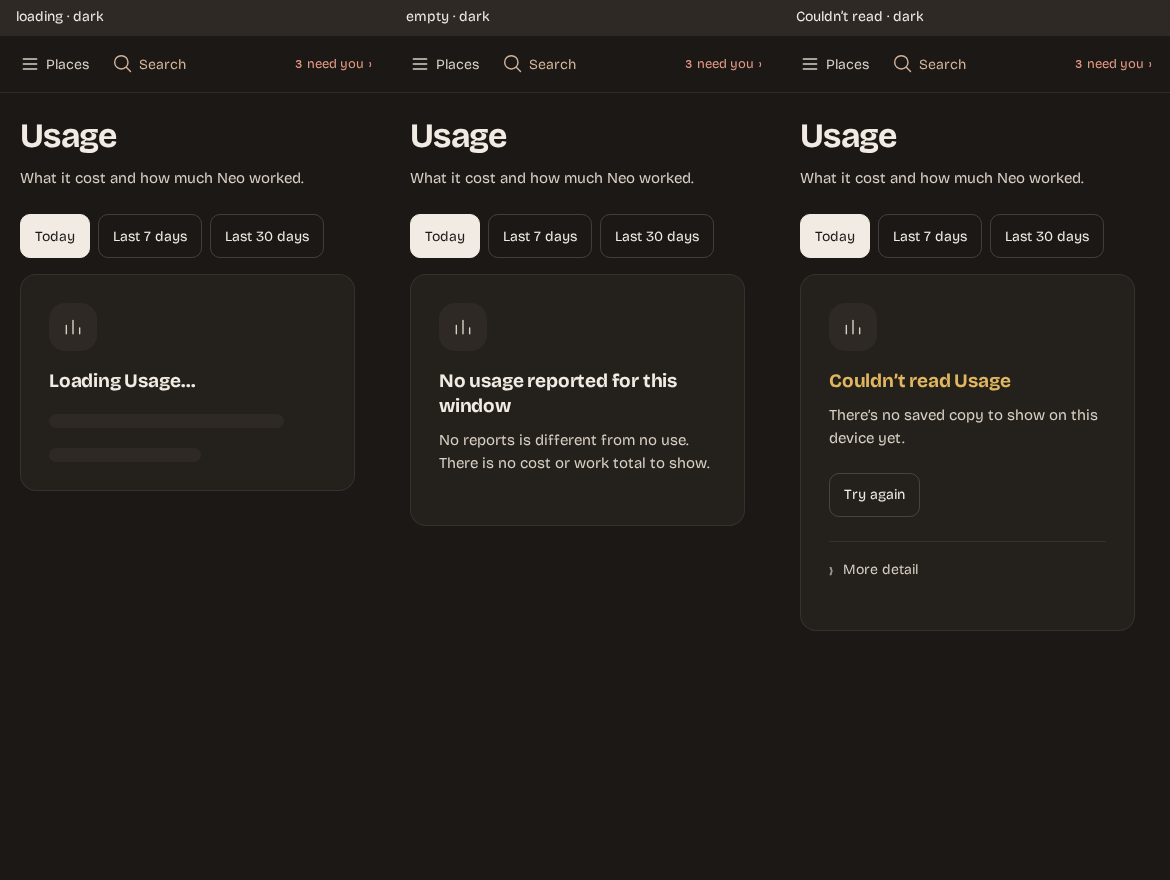 loading · dark
Places
Search
3 need you ›
Usage
What it cost and how much Neo worked.
Today
Last 7 days
Last 30 days
Loading Usage…
empty · dark
Places
Search
3 need you ›
Usage
What it cost and how much Neo worked.
Today
Last 7 days
Last 30 days
No usage reported for this
window
No reports is different from no use.
There is no cost or work total to show.
Couldn’t read · dark
Places
Search
3 need you ›
Usage
What it cost and how much Neo worked.
Today
Last 7 days
Last 30 days
Couldn’t read Usage
There’s no saved copy to show on this
device yet.
Try again
› More detail